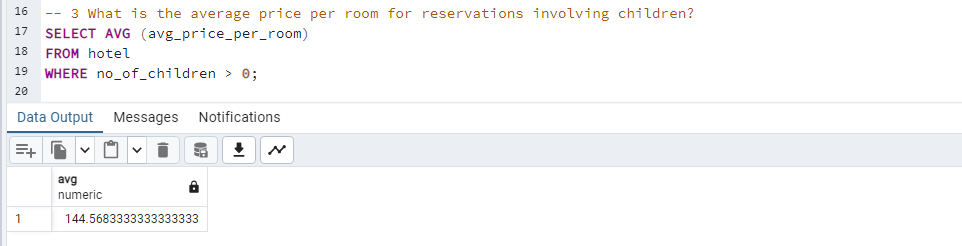 16 -- 3 What is the average price per room for reservations involving children?
17 SELECT AVG (avg_price_per_room)
18 FROM hotel
19 WHERE no_of_children > 0;
20
Data Output Messages Notifications
avg
numeric
1 144.5683333333333333